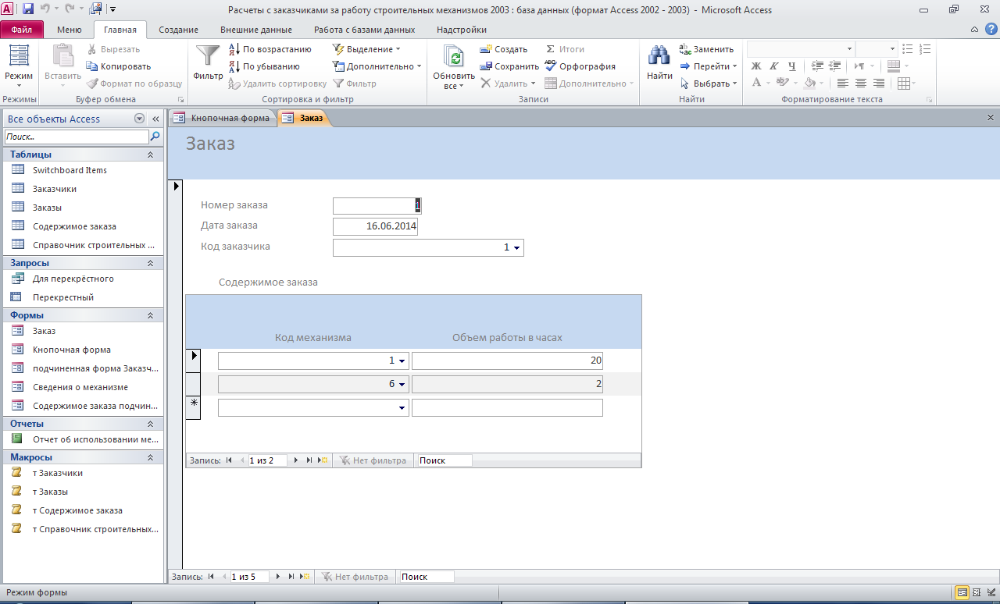 Расчеты с заказчиками за работу строительных механизмов 2003 : база данных (формат Access 2002 - 2003) - Microsoft Access
Файл Меню Главная Создание Внешние данные Работа с базами данных Надстройки
Режим
Режимы
Вставить
Вырезать
Копировать
Формат по образцу
Буфер обмена
Фильтр
По возрастанию
По убыванию
Удалить сортировку
Выделение
Дополнительно
Фильтр
Сортировка и фильтр
Обновить
все
Создать
Сохранить
Удалить
Итоги
Орфография
Дополнительно
Записи
Найти
Заменить
Перейти
Выбрать
Найти
Ж К Ч
А
Форматирование текста
Все объекты Access
Поиск...
Таблицы
Switchboard Items
Заказчики
Заказы
Содержимое заказа
Справочник строительных ...
Запросы
Для перекрёстного
Перекрестный
Формы
Заказ
Кнопочная форма
подчиненная форма Заказч...
Сведения о механизме
Содержимое заказа подчин...
Отчеты
Отчет об использовании ме...
Макросы
т Заказчики
т Заказы
т Содержимое заказа
т Справочник строительных...
Кнопочная форма Заказ
Заказ
Номер заказа 1
Дата заказа 16.06.2014
Код заказчика 1
Содержимое заказа
Код механизма Объем работы в часах
1 20
6 2
Запись: 1 из 2 Нет фильтра Поиск
Запись: 1 из 5 Нет фильтра Поиск
Режим формы